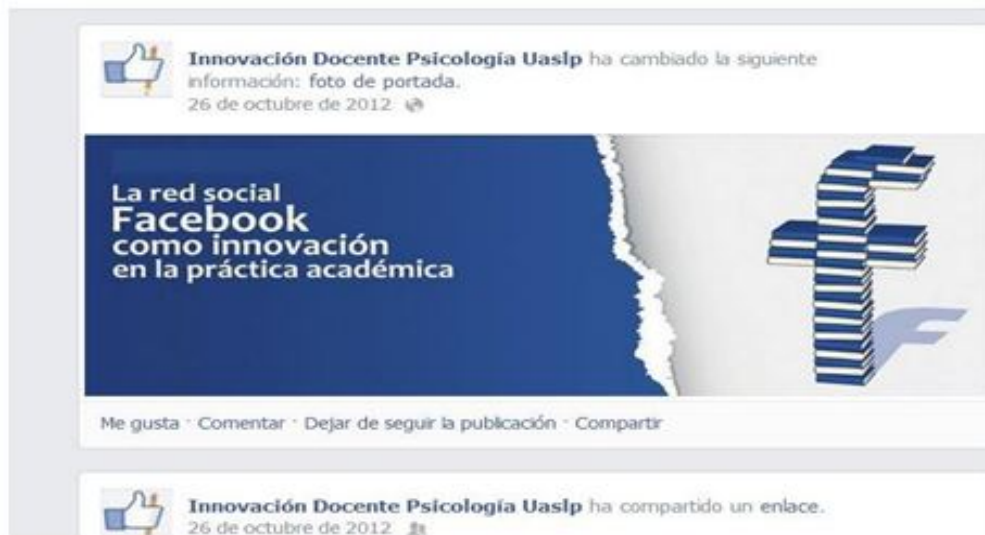 Innovación Docente Psicología Uaslp ha cambiado la siguiente
información: foto de portada.
26 de octubre de 2012
La red social
Facebook
como innovación
en la práctica académica
Me gusta · Comentar · Dejar de seguir la publicación · Compartir
Innovación Docente Psicología Uaslp ha compartido un enlace.
26 de octubre de 2012